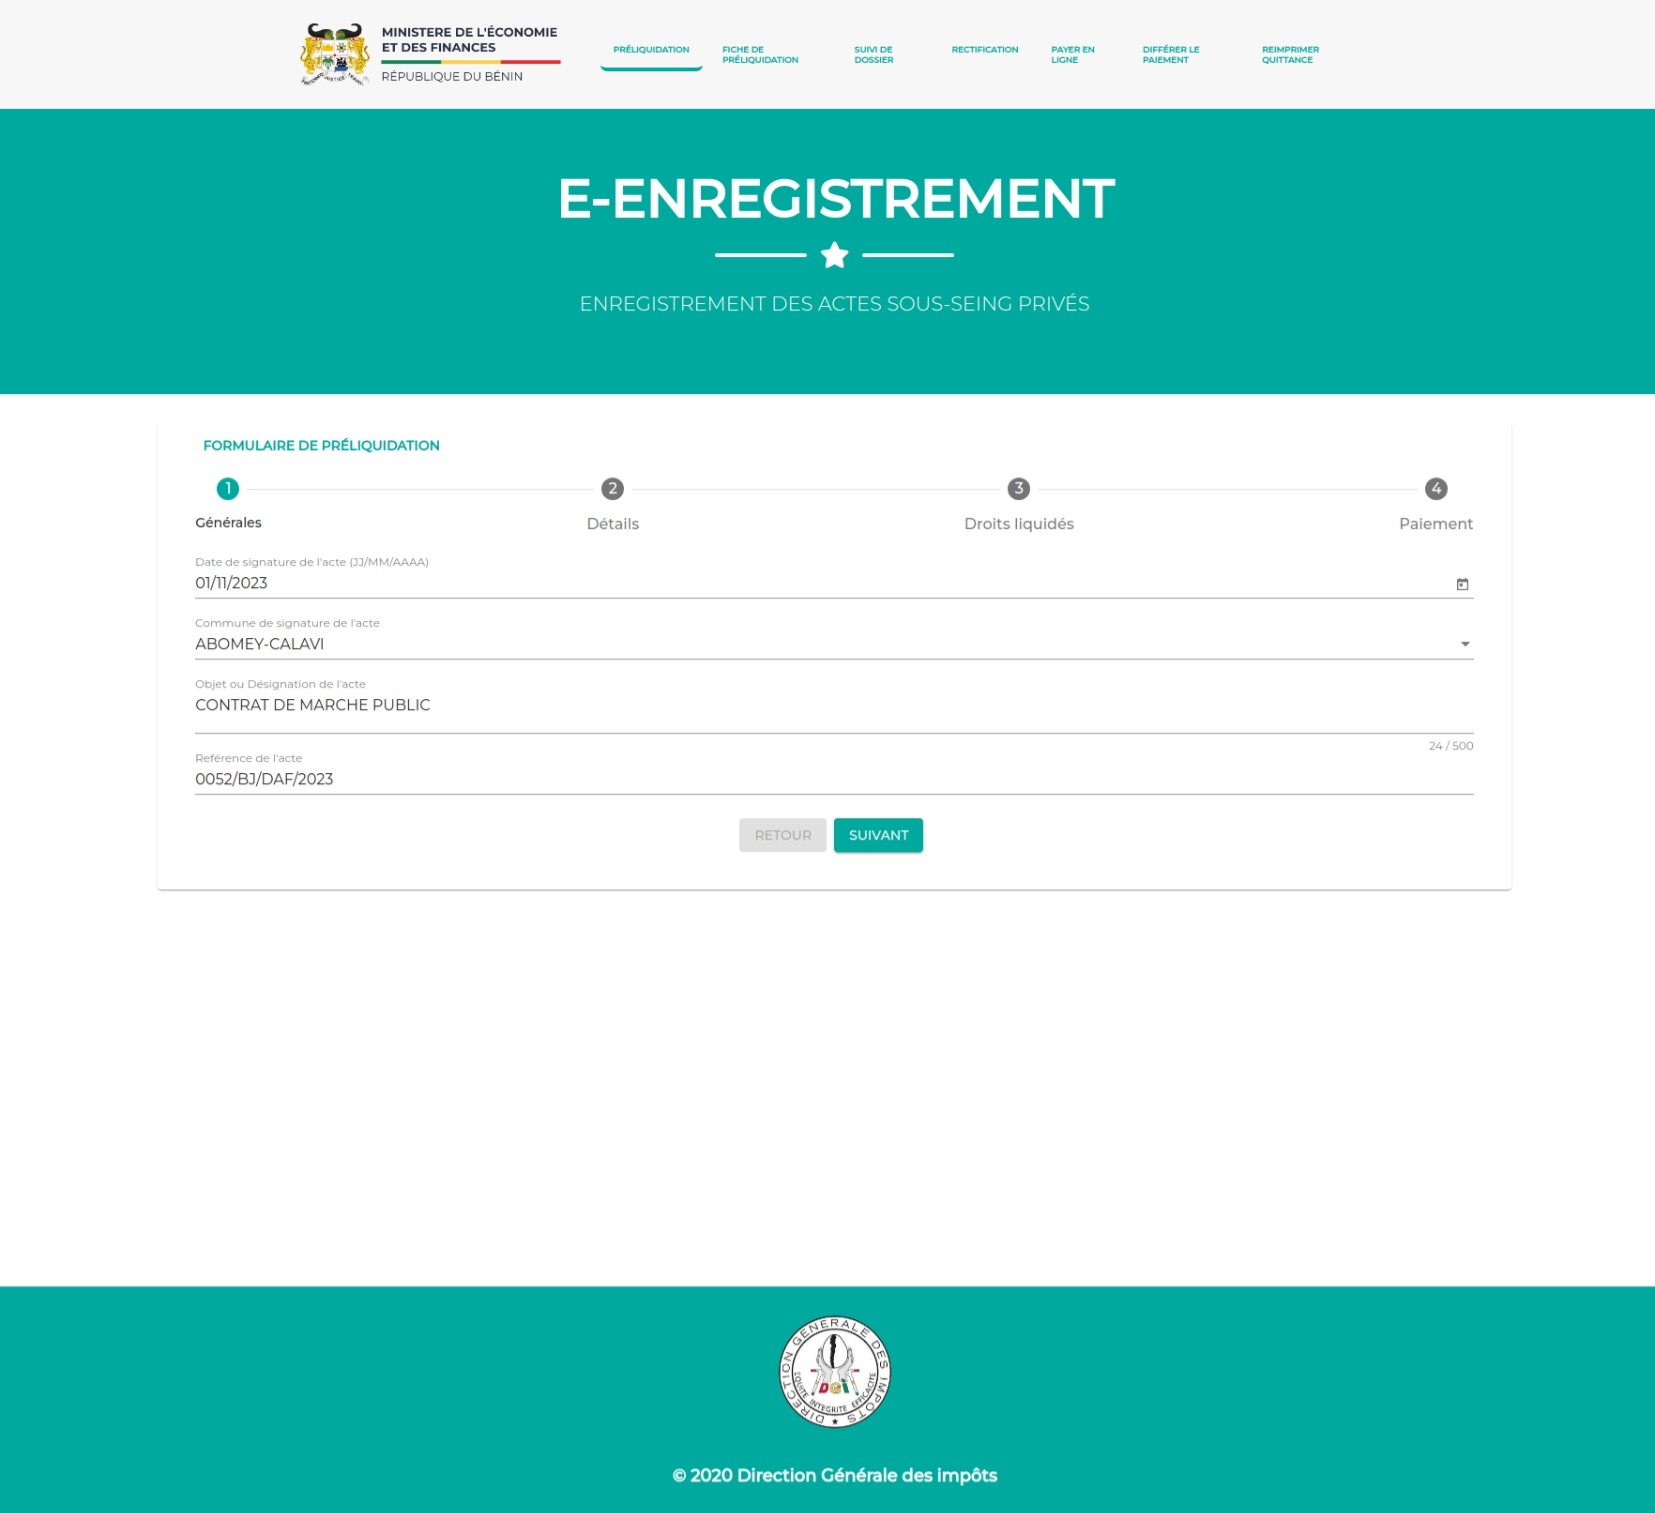 MINISTERE DE L'ÉCONOMIE
ET DES FINANCES
RÉPUBLIQUE DU BÉNIN
FRATERNITE JUSTICE TRAVAIL
PRÉLIQUIDATION
FICHE DE
PRÉLIQUIDATION
SUIVI DE
DOSSIER
RECTIFICATION
PAYER EN
LIGNE
DIFFÉRER LE
PAIEMENT
REIMPRIMER
QUITTANCE
E-ENREGISTREMENT
ENREGISTREMENT DES ACTES SOUS-SEING PRIVÉS
FORMULAIRE DE PRÉLIQUIDATION
1
2
3
4
Générales
Détails
Droits liquidés
Paiement
Date de signature de l'acte (JJ/MM/AAAA)
01/11/2023
Commune de signature de l'acte
ABOMEY-CALAVI
Objet ou Désignation de l'acte
CONTRAT DE MARCHE PUBLIC
24 / 500
Reférence de l'acte
0052/BJ/DAF/2023
RETOUR
SUIVANT
DIRECTION GENERALE DES IMPOTS
DGI
EQUITE INTEGRITE EFFICACITE
© 2020 Direction Générale des impôts